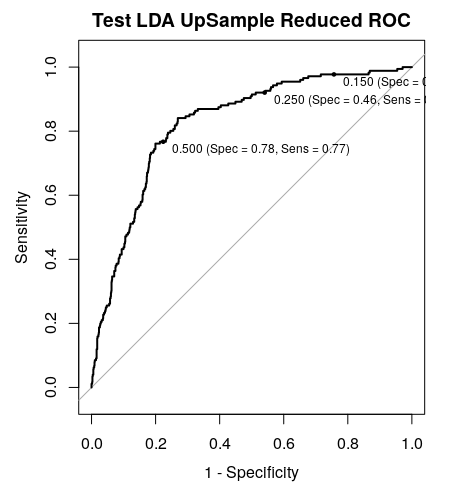 Test LDA UpSample Reduced ROC
1.0
0.8
0.6
0.4
0.2
0.0
Sensitivity
0.150 (Spec =
0.250 (Spec = 0.46, Sens =
0.500 (Spec = 0.78, Sens = 0.77)
0.0 0.2 0.4 0.6 0.8 1.0
1 - Specificity